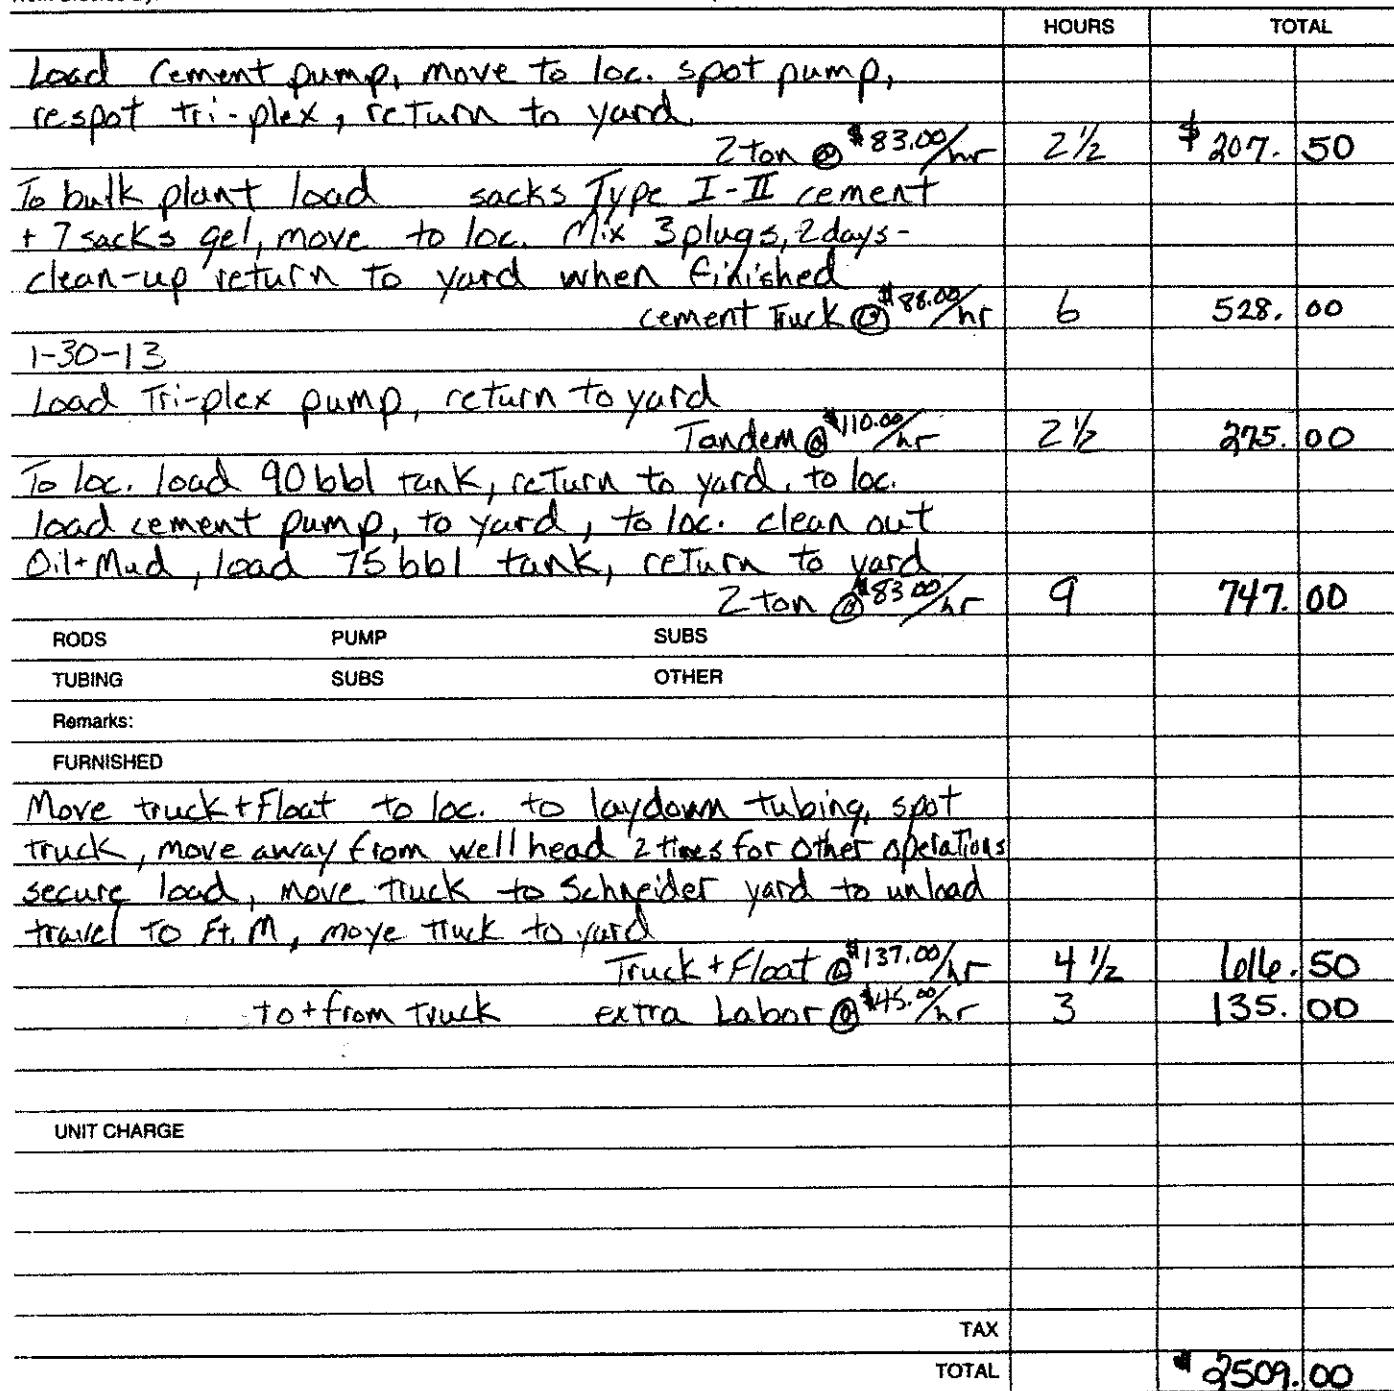 HOURS TOTAL
Load Cement pump, move to loc. spot pump,
respot tri-plex, return to yard.
2 ton @ $83.00/hr 2½ $ 207. 50
To bulk plant load sacks Type I-II cement
+ 7 sacks gel, move to loc. Mix 3 plugs, 2 days-
clean-up return to yard when finished
cement Truck @ $88.00/hr 6 528. 00
1-30-13
Load Tri-plex pump, return to yard
Tandem @ $110.00/hr 2½ 275. 00
To loc. load 90 bbl tank, return to yard, to loc.
load cement pump, to yard, to loc. clean out
Oil+Mud, load 75 bbl tank, return to yard
2 ton @ $83.00/hr 9 747. 00
RODS PUMP SUBS
TUBING SUBS OTHER
Remarks:
FURNISHED
Move truck+Float to loc. to laydown tubing, spot
truck, move away from well head 2 times for other operations
secure load, move truck to Schneider yard to unload
travel to Ft. M, move truck to yard
Truck+Float @ $137.00/hr 4½ 616. 50
to+from truck extra Labor @ $45.00/hr 3 135. 00
UNIT CHARGE
TAX
TOTAL $ 2509. 00